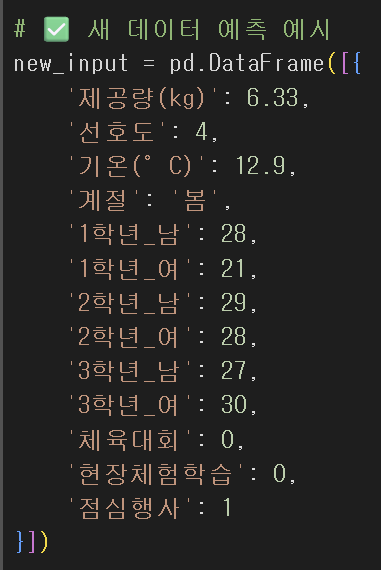 # ✅ 새 데이터 예측 예시
new_input = pd.DataFrame([{
    '제공량(kg)': 6.33,
    '선호도': 4,
    '기온(°C)': 12.9,
    '계절': '봄',
    '1학년_남': 28,
    '1학년_여': 21,
    '2학년_남': 29,
    '2학년_여': 28,
    '3학년_남': 27,
    '3학년_여': 30,
    '체육대회': 0,
    '현장체험학습': 0,
    '점심행사': 1
}])